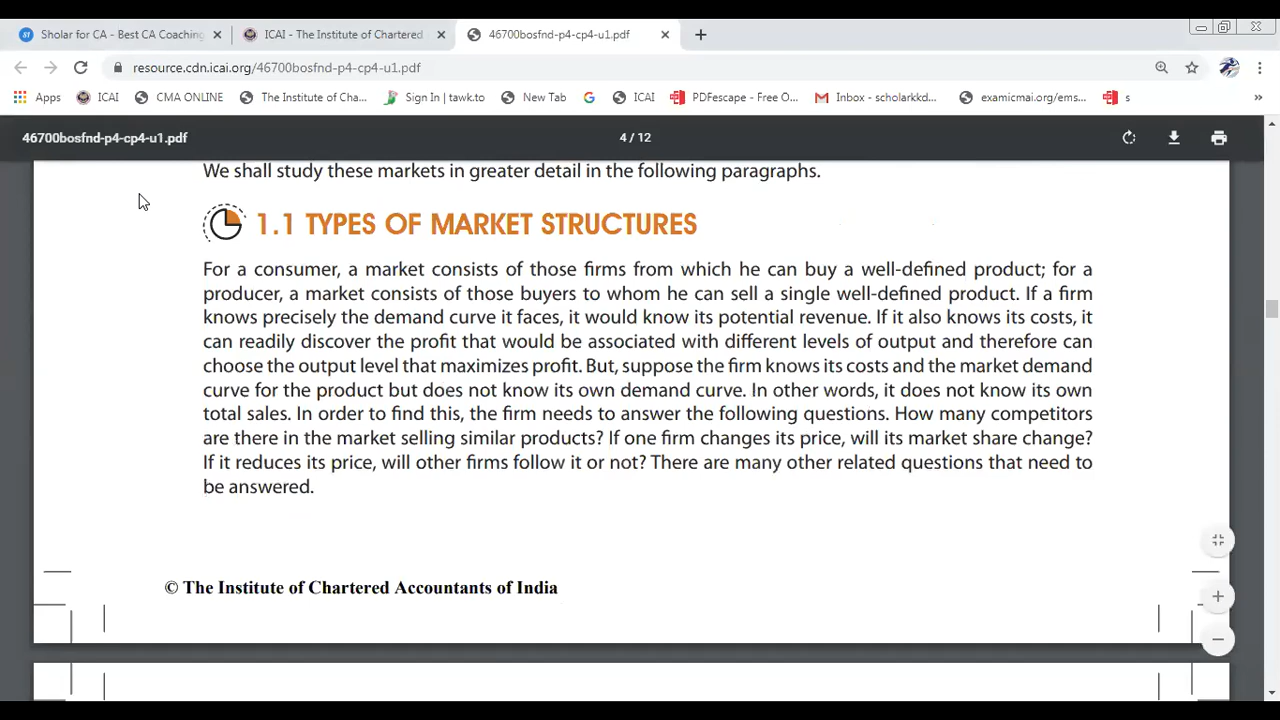 Sholar for CA - Best CA Coaching
ICAI - The Institute of Chartered
46700bosfnd-p4-cp4-u1.pdf
resource.cdn.icai.org/46700bosfnd-p4-cp4-u1.pdf
Apps ICAI CMA ONLINE The Institute of Cha... Sign In | tawk.to New Tab ICAI PDFescape - Free O... Inbox - scholarkkd... examicmai.org/ems... s »
46700bosfnd-p4-cp4-u1.pdf 4 / 12
We shall study these markets in greater detail in the following paragraphs.
1.1 TYPES OF MARKET STRUCTURES
For a consumer, a market consists of those firms from which he can buy a well-defined product; for a
producer, a market consists of those buyers to whom he can sell a single well-defined product. If a firm
knows precisely the demand curve it faces, it would know its potential revenue. If it also knows its costs, it
can readily discover the profit that would be associated with different levels of output and therefore can
choose the output level that maximizes profit. But, suppose the firm knows its costs and the market demand
curve for the product but does not know its own demand curve. In other words, it does not know its own
total sales. In order to find this, the firm needs to answer the following questions. How many competitors
are there in the market selling similar products? If one firm changes its price, will its market share change?
If it reduces its price, will other firms follow it or not? There are many other related questions that need to
be answered.
© The Institute of Chartered Accountants of India